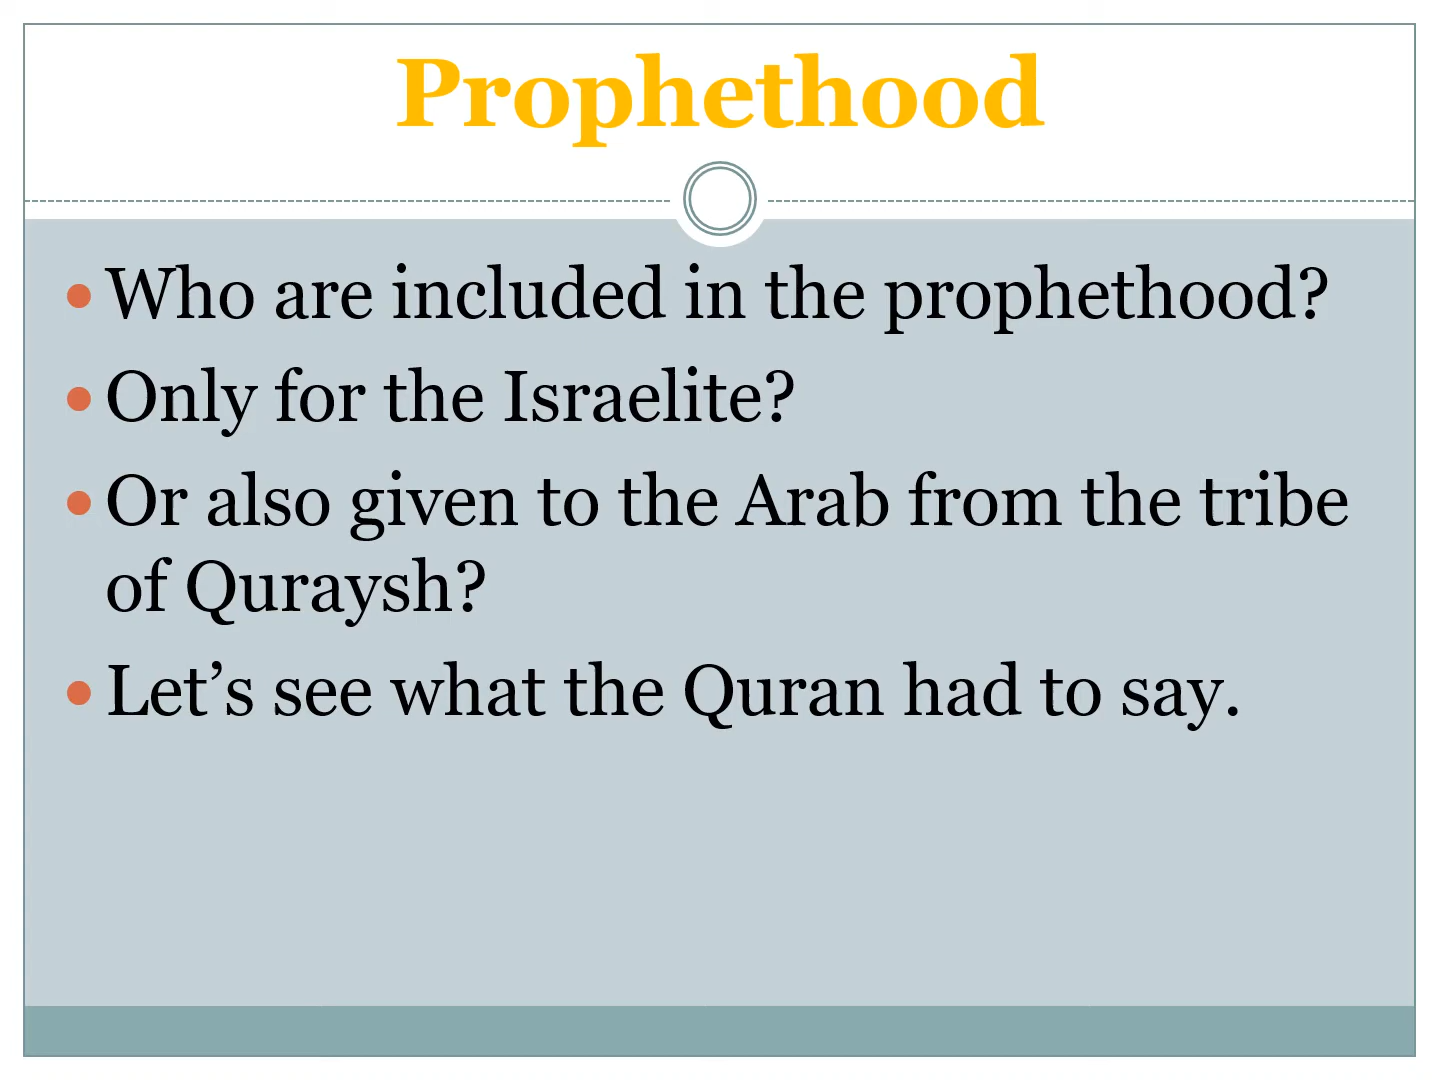 Prophethood
• Who are included in the prophethood?
• Only for the Israelite?
• Or also given to the Arab from the tribe
of Quraysh?
• Let’s see what the Quran had to say.